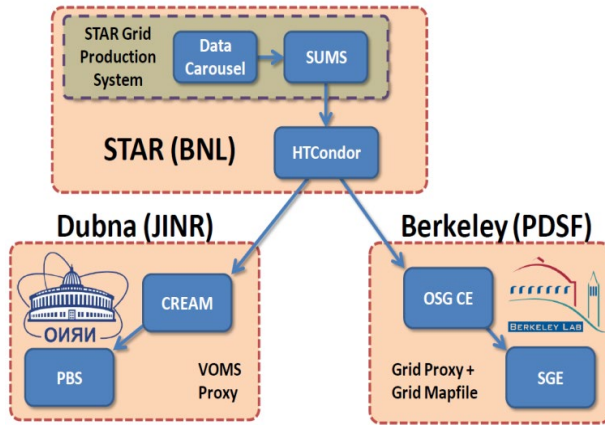 STAR Grid
Production
System
Data
Carousel
SUMS
STAR (BNL)
HTCondor
Dubna (JINR)
Berkeley (PDSF)
CREAM
ОИЯИ
PBS
VOMS
Proxy
OSG CE
BERKELEY LAB
Grid Proxy +
Grid Mapfile
SGE